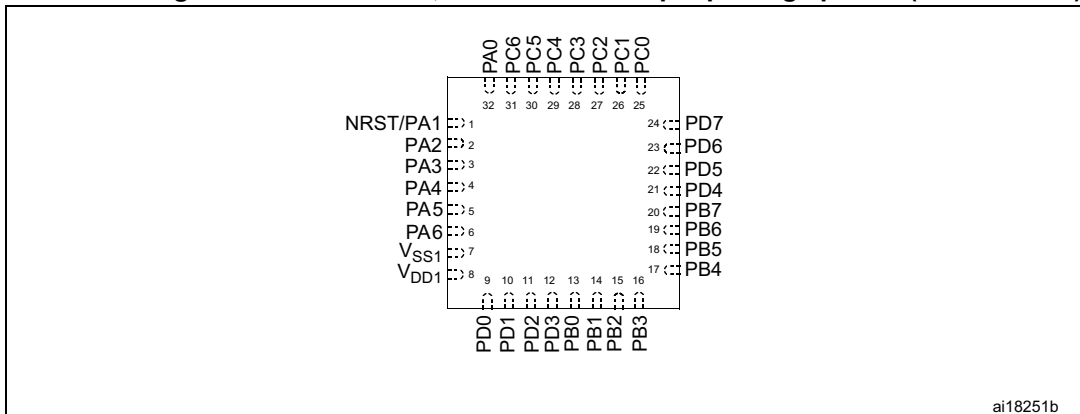 PA0 PC6 PC5 PC4 PC3 PC2 PC1 PC0
32 31 30 29 28 27 26 25
NRST/PA1 1 24 PD7
PA2 2 23 PD6
PA3 3 22 PD5
PA4 4 21 PD4
PA5 5 20 PB7
PA6 6 19 PB6
VSS1 7 18 PB5
VDD1 8 17 PB4
9 10 11 12 13 14 15 16
PD0 PD1 PD2 PD3 PB0 PB1 PB2 PB3
ai18251b